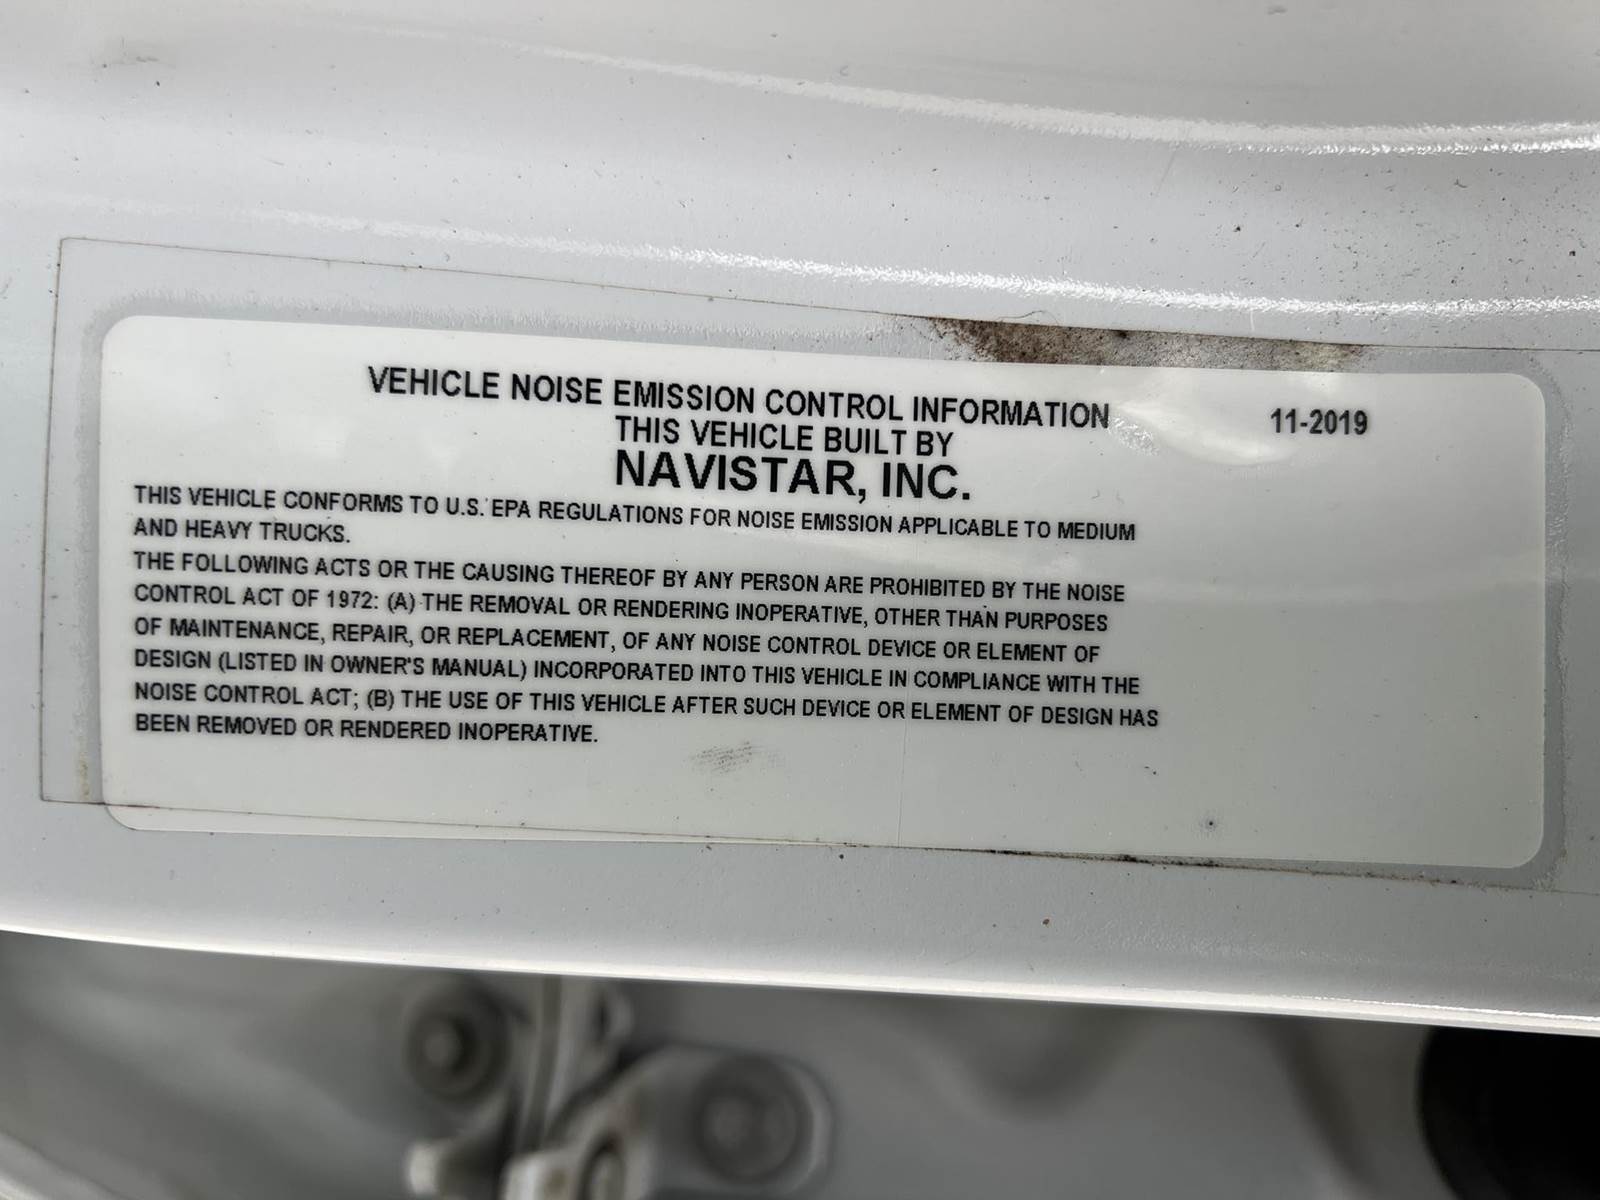 VEHICLE NOISE EMISSION CONTROL INFORMATION 11-2019
THIS VEHICLE BUILT BY
NAVISTAR, INC.
THIS VEHICLE CONFORMS TO U.S. EPA REGULATIONS FOR NOISE EMISSION APPLICABLE TO MEDIUM
AND HEAVY TRUCKS.
THE FOLLOWING ACTS OR THE CAUSING THEREOF BY ANY PERSON ARE PROHIBITED BY THE NOISE
CONTROL ACT OF 1972: (A) THE REMOVAL OR RENDERING INOPERATIVE, OTHER THAN PURPOSES
OF MAINTENANCE, REPAIR, OR REPLACEMENT, OF ANY NOISE CONTROL DEVICE OR ELEMENT OF
DESIGN (LISTED IN OWNER'S MANUAL) INCORPORATED INTO THIS VEHICLE IN COMPLIANCE WITH THE
NOISE CONTROL ACT; (B) THE USE OF THIS VEHICLE AFTER SUCH DEVICE OR ELEMENT OF DESIGN HAS
BEEN REMOVED OR RENDERED INOPERATIVE.